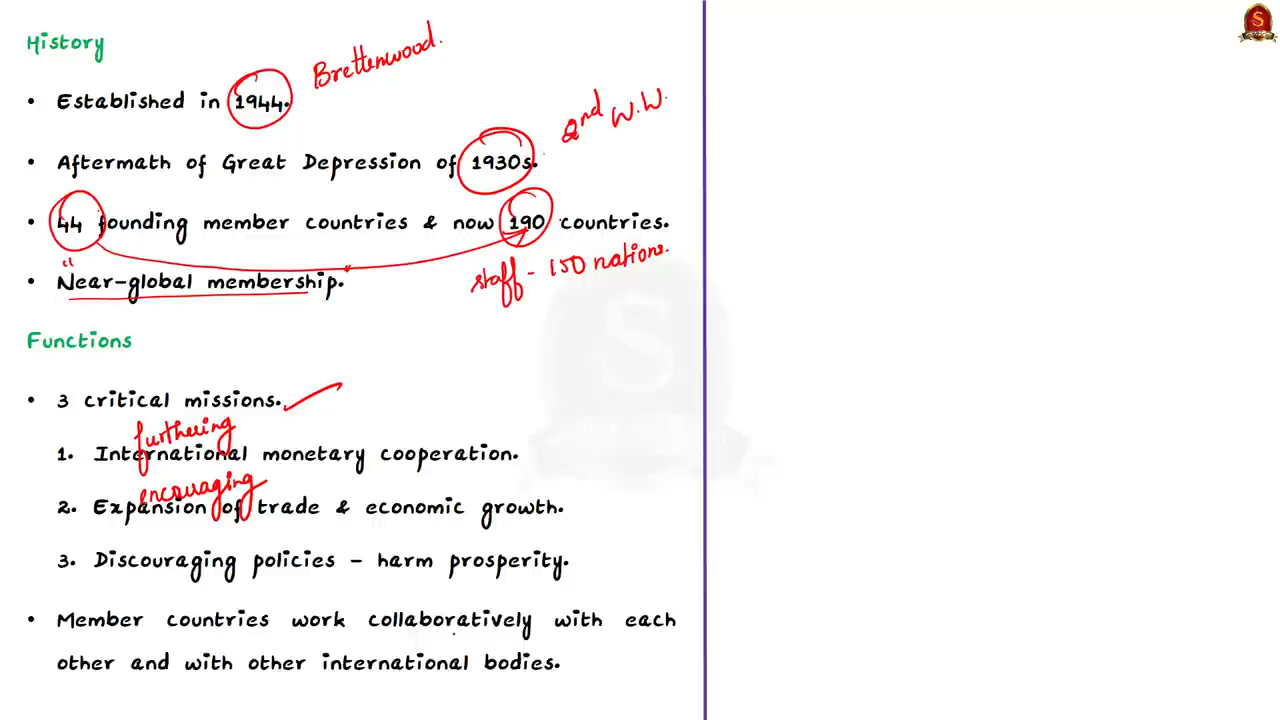 History
Brettenwood.
• Established in 1944.
2nd W.W.
• Aftermath of Great Depression of 1930s.
• 44 founding member countries & now 190 countries.
staff - 150 nations.
• "Near-global membership."
Functions
• 3 critical missions.
furthering
1. International monetary cooperation.
encouraging
2. Expansion of trade & economic growth.
3. Discouraging policies - harm prosperity.
• Member countries work collaboratively with each
other and with other international bodies.
S
S